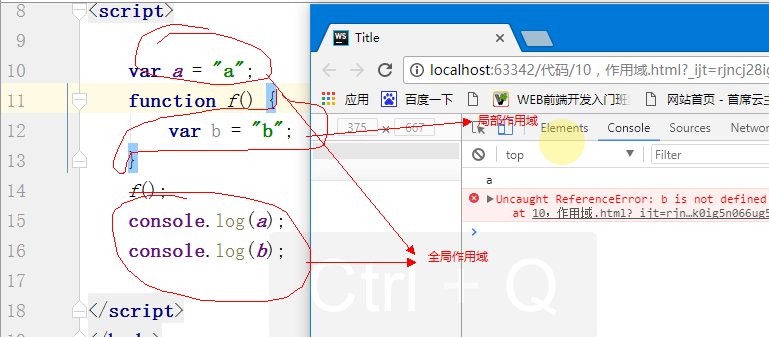 8 <script>
10 var a = "a";
11 function f() {
12 var b = "b";
13 }
14 f();
15 console.log(a);
16 console.log(b);
17
18 </script>
WS Title
localhost:63342/代码/10，作用域.html?_ijt=rjncj28ig
应用 百度一下 WEB前端开发入门班 网站首页 - 首席云三
375 × 667
局部作用域
Elements Console Sources Networ
top Filter
a
Uncaught ReferenceError: b is not defined
at 10，作用域.html?_ijt=rjn…k0ig5n066ug5
全局作用域
Ctrl + Q